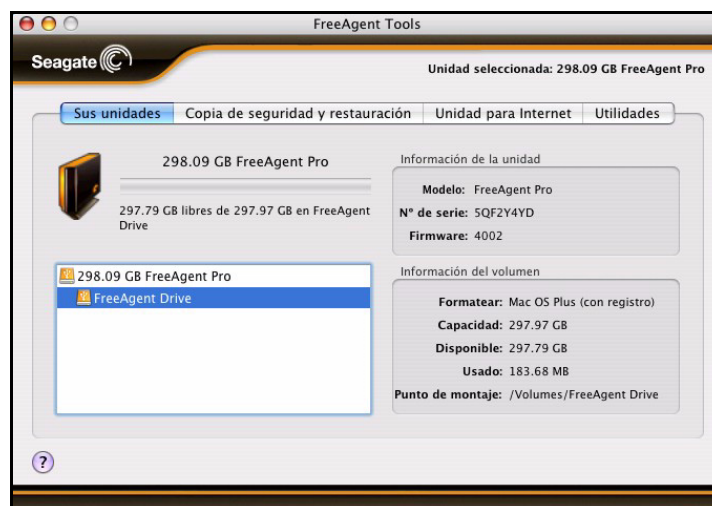 FreeAgent Tools
Seagate
Unidad seleccionada: 298.09 GB FreeAgent Pro
Sus unidades
Copia de seguridad y restauración
Unidad para Internet
Utilidades
298.09 GB FreeAgent Pro
297.79 GB libres de 297.97 GB en FreeAgent
Drive
298.09 GB FreeAgent Pro
FreeAgent Drive
Información de la unidad
Modelo: FreeAgent Pro
Nº de serie: 5QF2Y4YD
Firmware: 4002
Información del volumen
Formatear: Mac OS Plus (con registro)
Capacidad: 297.97 GB
Disponible: 297.79 GB
Usado: 183.68 MB
Punto de montaje: /Volumes/FreeAgent Drive
?